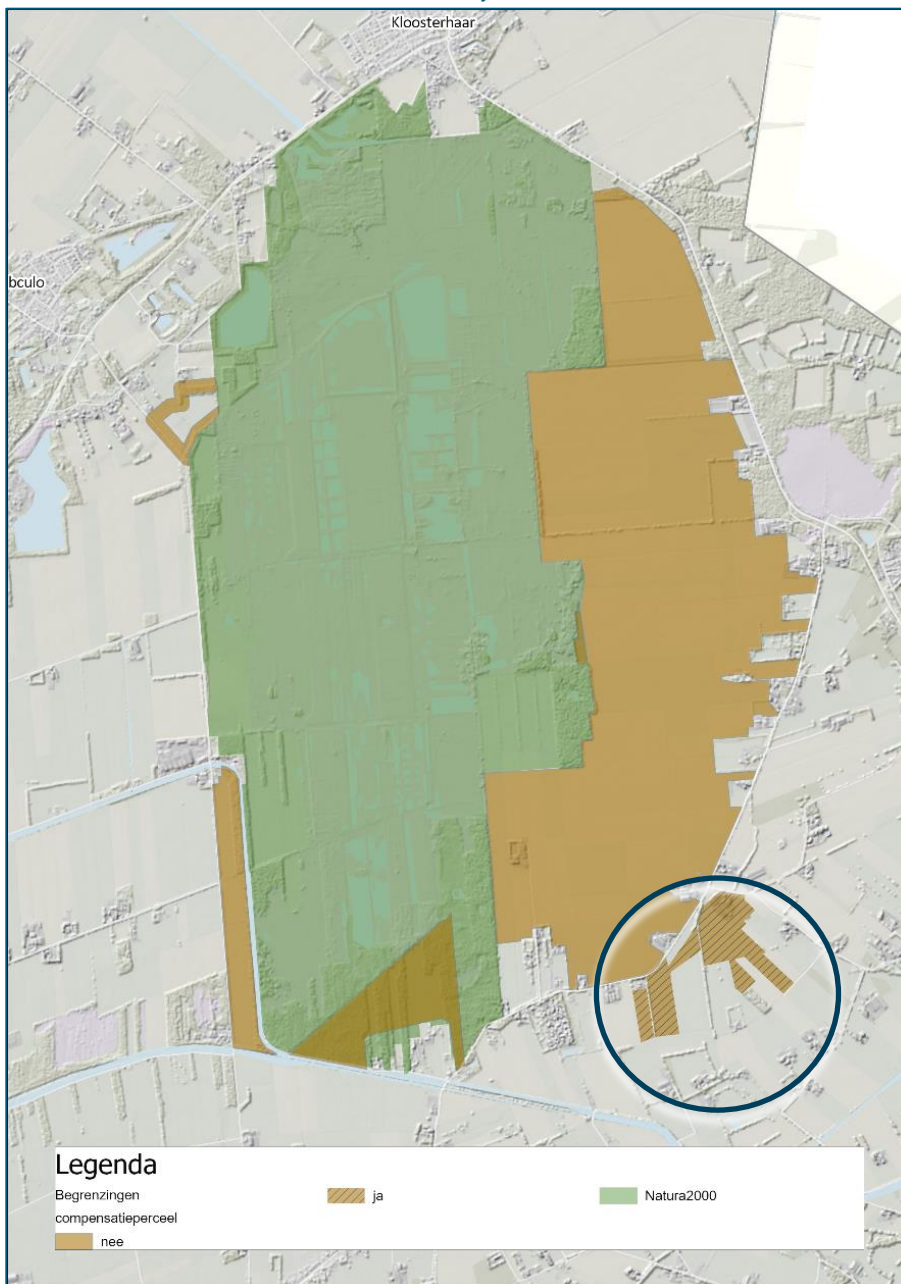 Kloosterhaar
bculo
Legenda
Begrenzingen
compensatieperceel
nee
ja
Natura2000